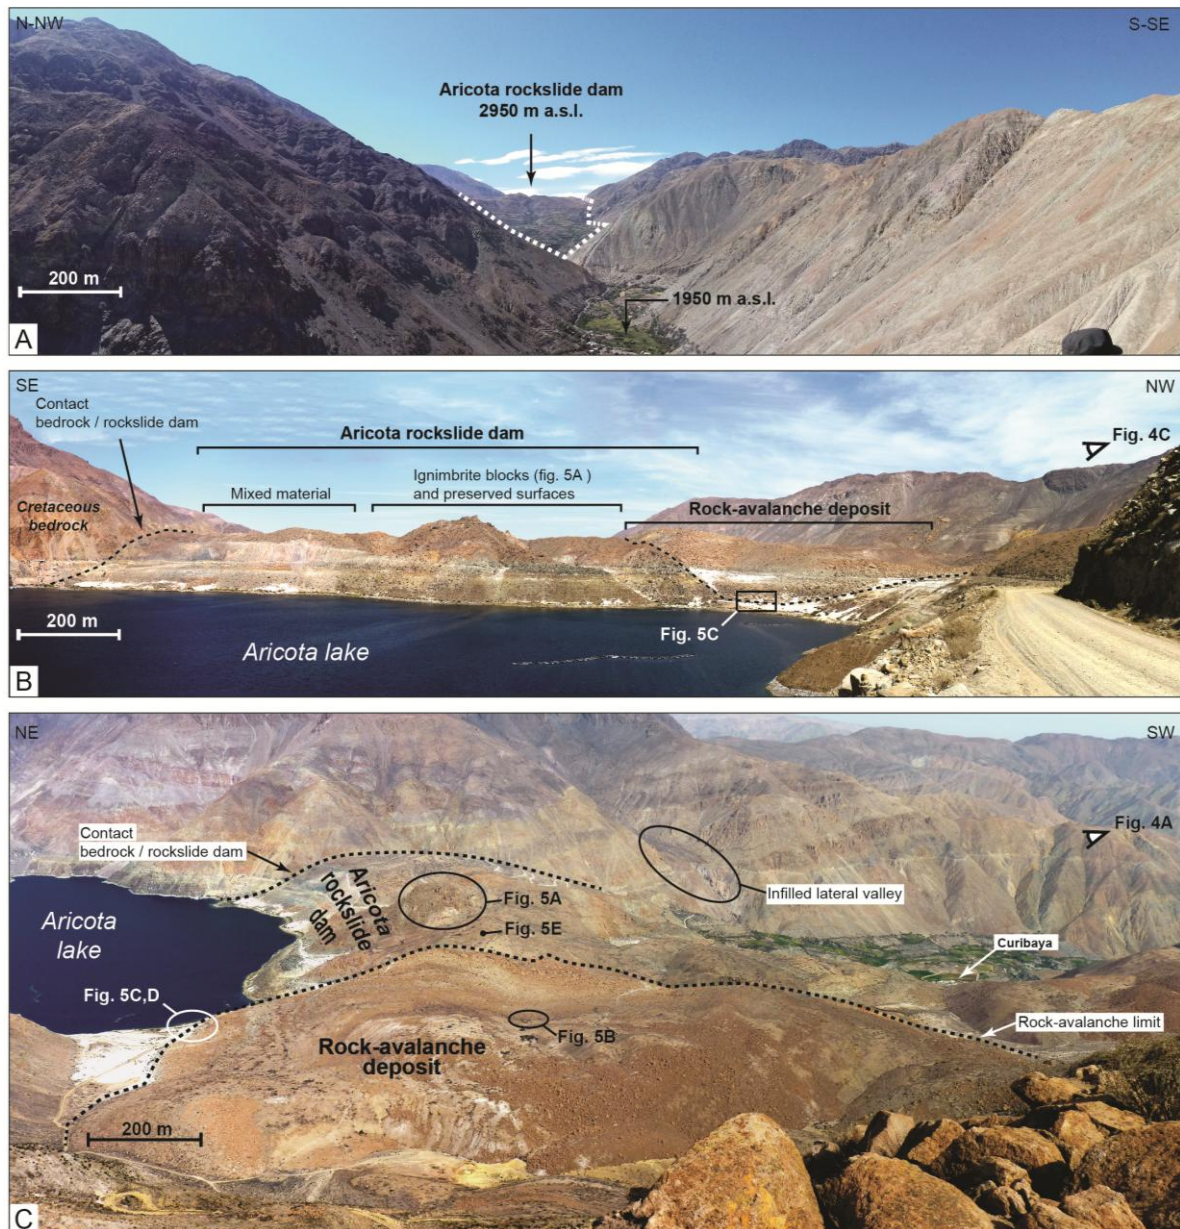 N-NW
S-SE
Aricota rockslide dam
2950 m a.s.l.
200 m
1950 m a.s.l.
A
SE
NW
Contact
bedrock / rockslide dam
Aricota rockslide dam
Fig. 4C
Mixed material
Ignimbrite blocks (fig. 5A )
and preserved surfaces
Cretaceous
bedrock
Rock-avalanche deposit
200 m
Fig. 5C
Aricota lake
B
NE
SW
Contact
bedrock / rockslide dam
Fig. 4A
Infilled lateral valley
Aricota
rockslide
dam
Fig. 5A
Fig. 5E
Aricota
lake
Curibaya
Fig. 5C,D
Fig. 5B
Rock-avalanche limit
Rock-avalanche
deposit
200 m
C